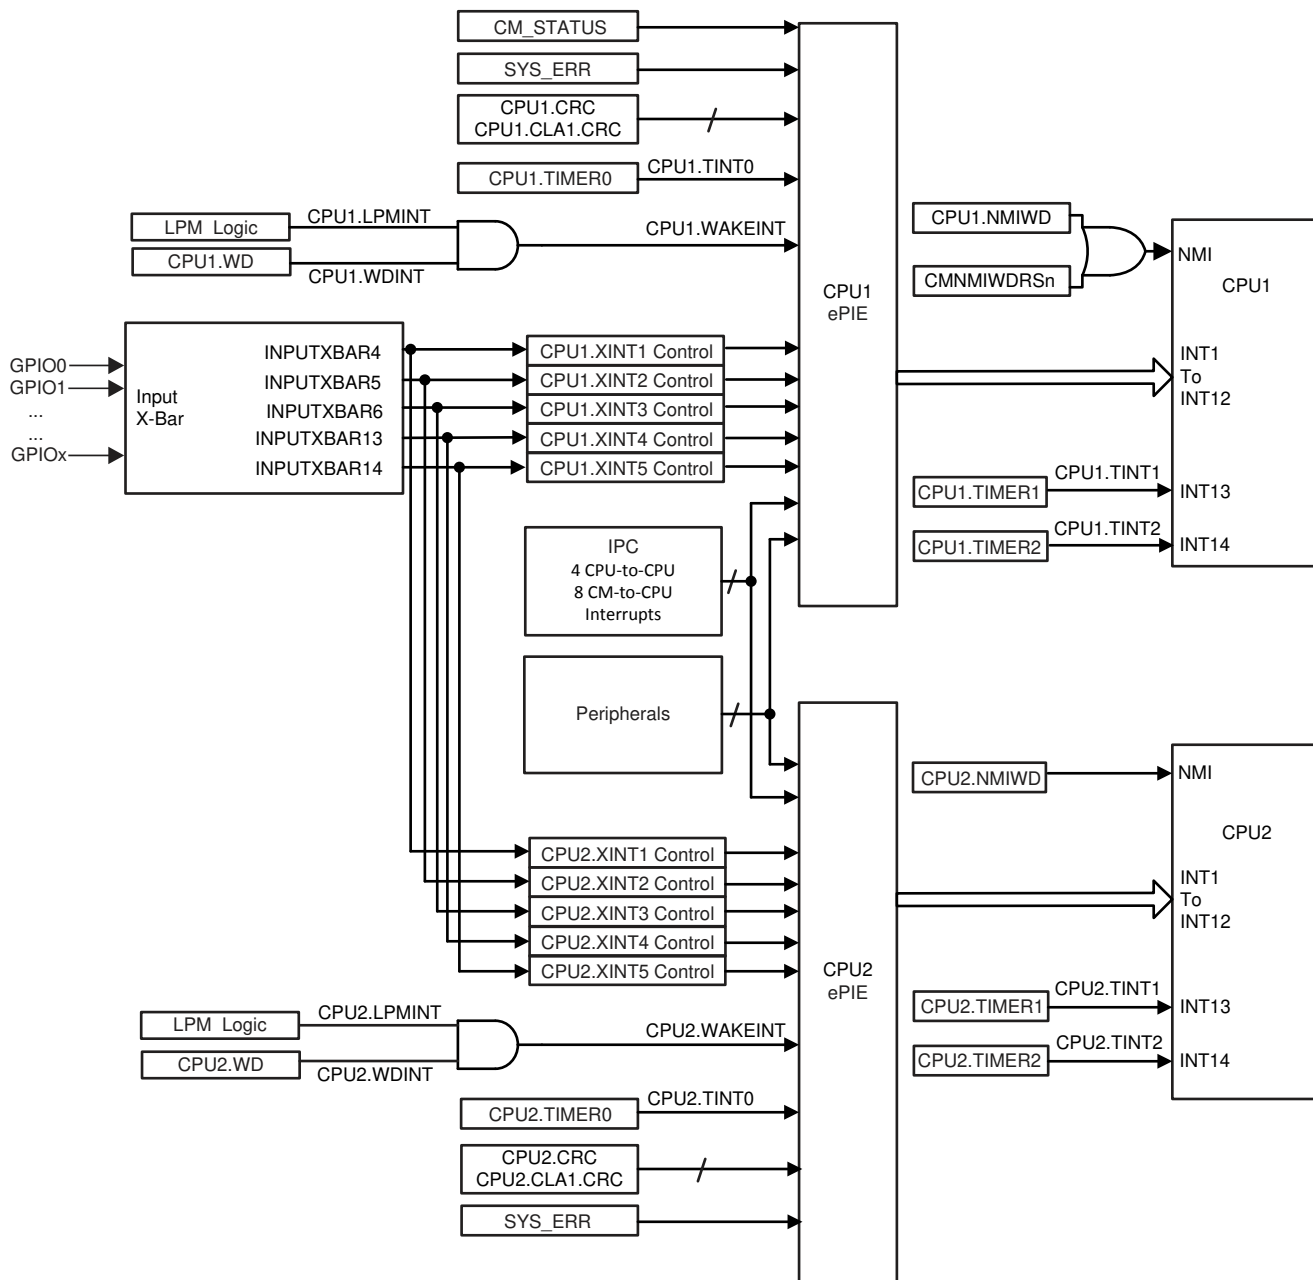 CM_STATUS
SYS_ERR
CPU1.CRC
CPU1.CLA1.CRC
CPU1.TIMER0
CPU1.TINT0
LPM Logic
CPU1.LPMINT
CPU1.WD
CPU1.WDINT
CPU1.WAKEINT
CPU1
ePIE
CPU1.NMIWD
CMNMIWDRSn
NMI
CPU1
INT1
To
INT12
CPU1.TIMER1
CPU1.TINT1
INT13
CPU1.TIMER2
CPU1.TINT2
INT14
GPIO0
GPIO1
...
...
GPIOx
Input
X-Bar
INPUTXBAR4
INPUTXBAR5
INPUTXBAR6
INPUTXBAR13
INPUTXBAR14
CPU1.XINT1 Control
CPU1.XINT2 Control
CPU1.XINT3 Control
CPU1.XINT4 Control
CPU1.XINT5 Control
IPC
4 CPU-to-CPU
8 CM-to-CPU
Interrupts
Peripherals
CPU2.XINT1 Control
CPU2.XINT2 Control
CPU2.XINT3 Control
CPU2.XINT4 Control
CPU2.XINT5 Control
CPU2
ePIE
CPU2.NMIWD
NMI
CPU2
INT1
To
INT12
CPU2.TIMER1
CPU2.TINT1
INT13
CPU2.TIMER2
CPU2.TINT2
INT14
LPM Logic
CPU2.LPMINT
CPU2.WD
CPU2.WDINT
CPU2.WAKEINT
CPU2.TIMER0
CPU2.TINT0
CPU2.CRC
CPU2.CLA1.CRC
SYS_ERR